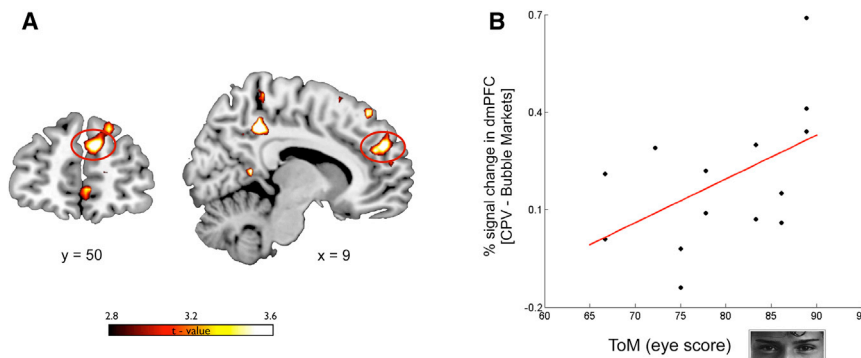 A
y = 50
x = 9
2.8 3.2 3.6
t - value
B
% signal change in dmPFC
[CPV - Bubble Markets]
0.7
0.4
0.1
-0.2
60 65 70 75 80 85 90 95
ToM (eye score)